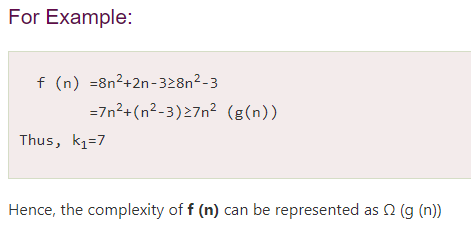 For Example:
f (n) =8n²+2n-3≥8n²-3
=7n²+(n²-3)≥7n² (g(n))
Thus, k₁=7
Hence, the complexity of f (n) can be represented as Ω (g (n))